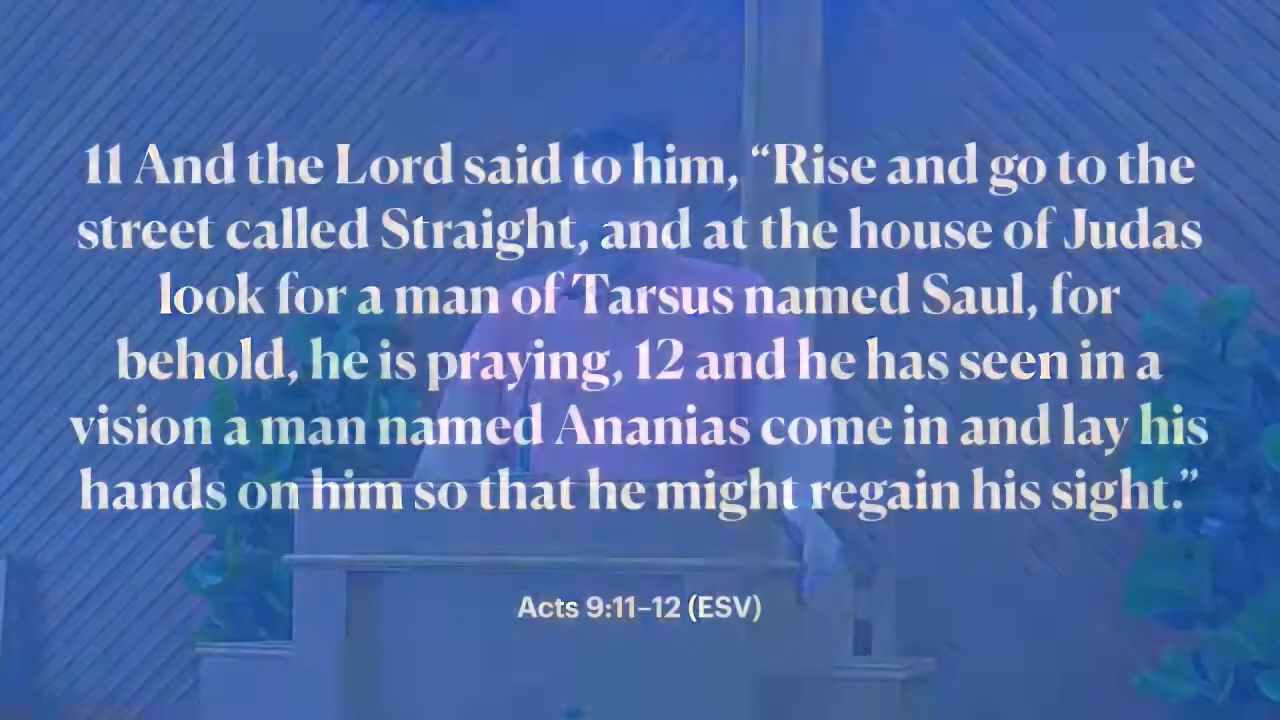 11 And the Lord said to him, “Rise and go to the
street called Straight, and at the house of Judas
look for a man of Tarsus named Saul, for
behold, he is praying, 12 and he has seen in a
vision a man named Ananias come in and lay his
hands on him so that he might regain his sight.”
Acts 9:11–12 (ESV)